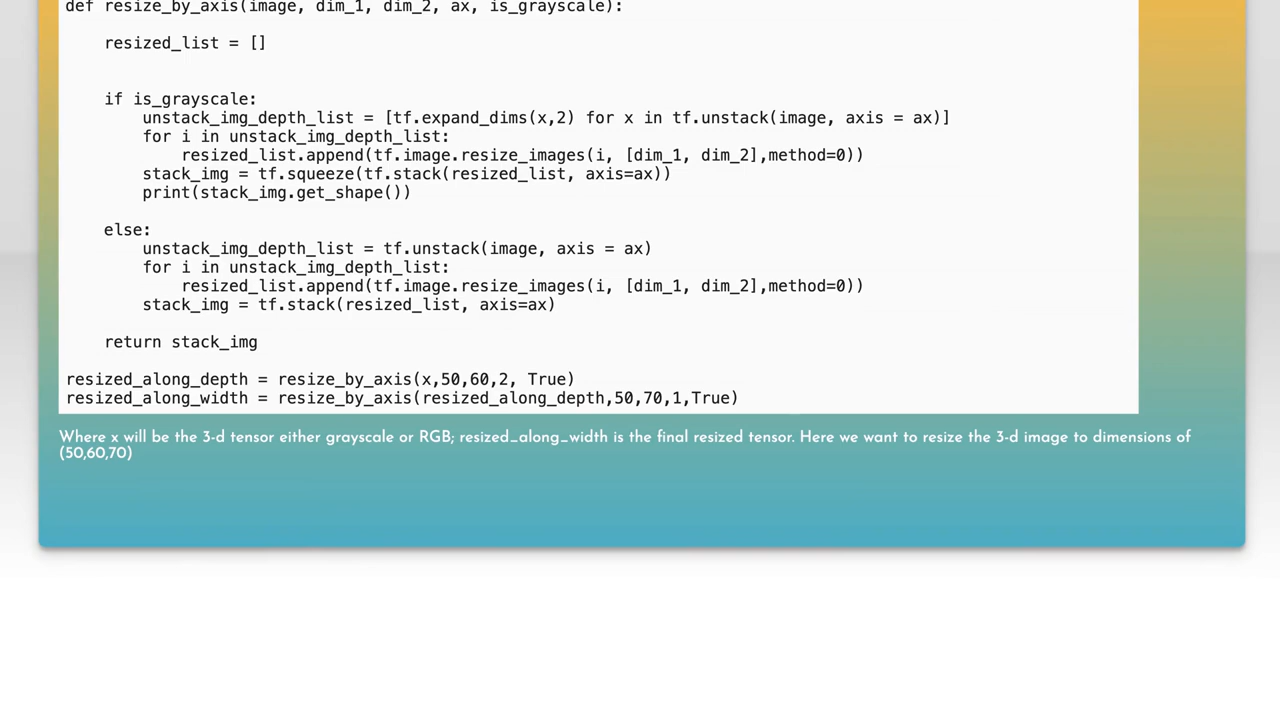 def resize_by_axis(image, dim_1, dim_2, ax, is_grayscale):
resized_list = []
if is_grayscale:
unstack_img_depth_list = [tf.expand_dims(x,2) for x in tf.unstack(image, axis = ax)]
for i in unstack_img_depth_list:
resized_list.append(tf.image.resize_images(i, [dim_1, dim_2],method=0))
stack_img = tf.squeeze(tf.stack(resized_list, axis=ax))
print(stack_img.get_shape())
else:
unstack_img_depth_list = tf.unstack(image, axis = ax)
for i in unstack_img_depth_list:
resized_list.append(tf.image.resize_images(i, [dim_1, dim_2],method=0))
stack_img = tf.stack(resized_list, axis=ax)
return stack_img
resized_along_depth = resize_by_axis(x,50,60,2, True)
resized_along_width = resize_by_axis(resized_along_depth,50,70,1,True)
Where x will be the 3-d tensor either grayscale or RGB; resized_along_width is the final resized tensor. Here we want to resize the 3-d image to dimensions of
(50,60,70)